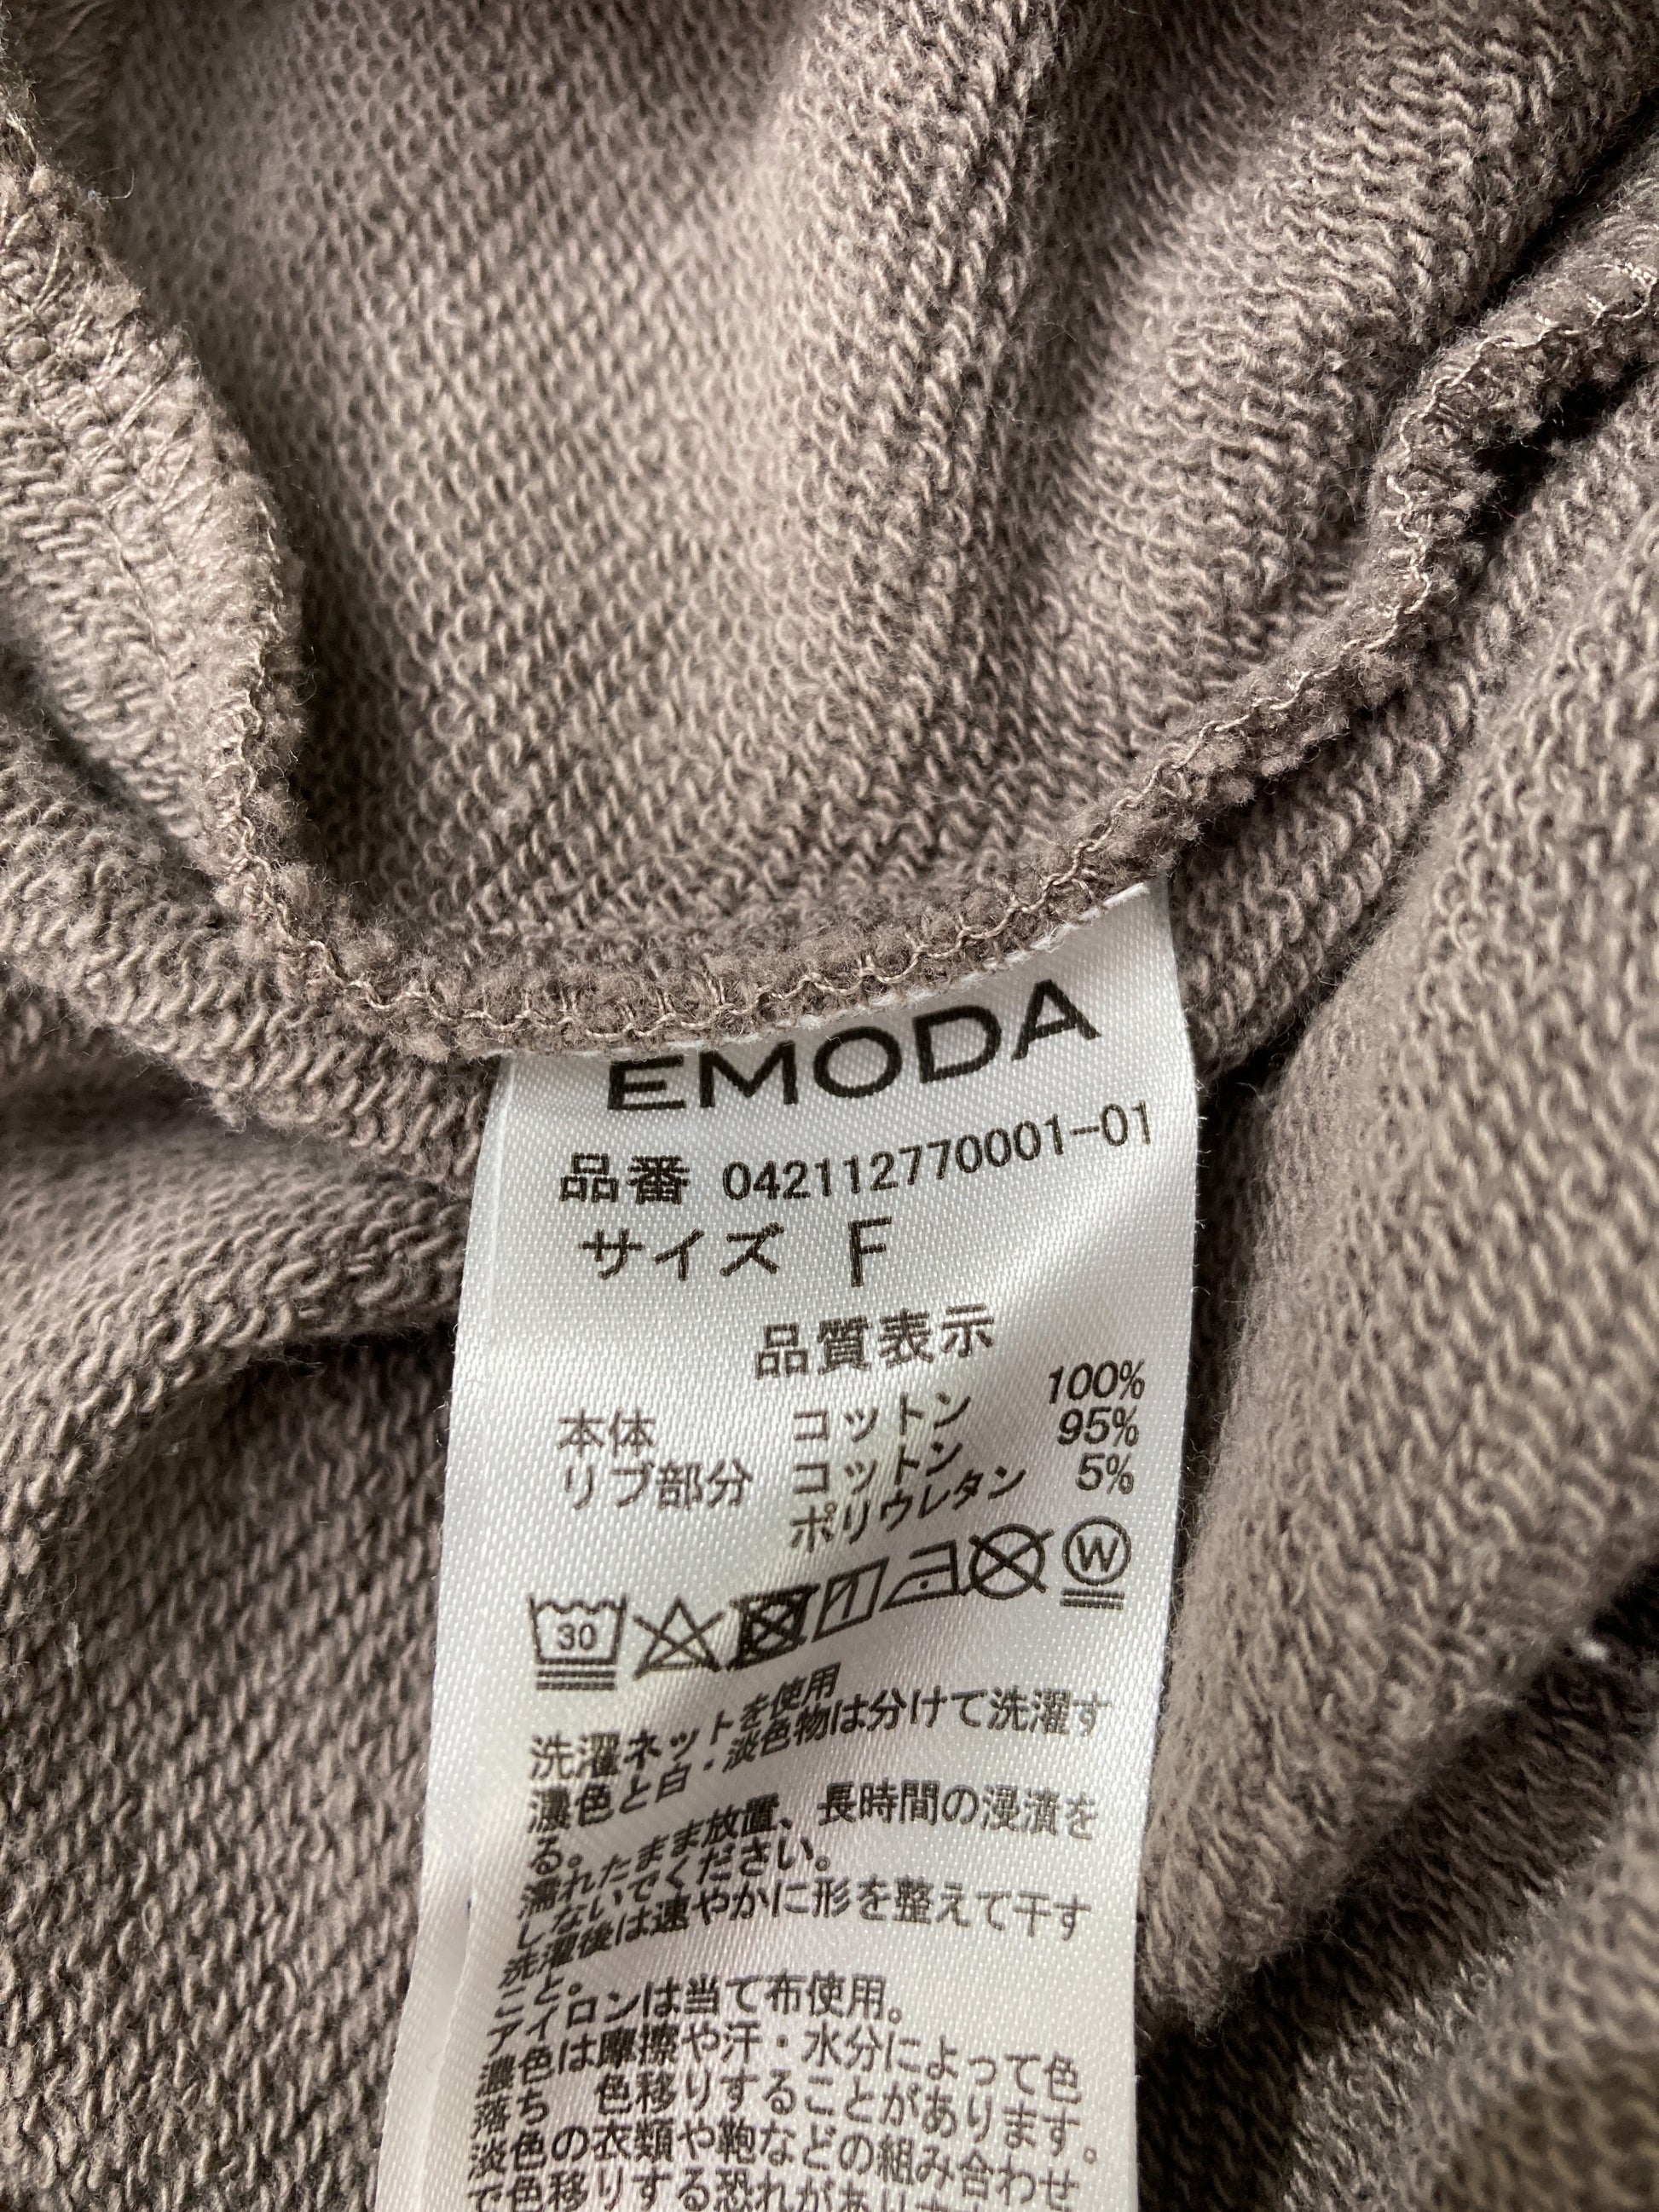 EMODA
品番 042112770001-01
サイズ F
品質表示
本体 コットン 100%
リブ部分 コットン 95%
ポリウレタン 5%
30
W
洗濯ネットを使用
濃色と白・淡色物は分けて洗濯す
る。
濡れたまま放置、長時間の浸漬を
しないでください。
洗濯後は速やかに形を整えて干す
こと。
アイロンは当て布使用。
濃色は摩擦や汗・水分によって色
落ち 色移りすることがあります。
淡色の衣類や鞄などの組み合わせ
で色移りする恐れがあり